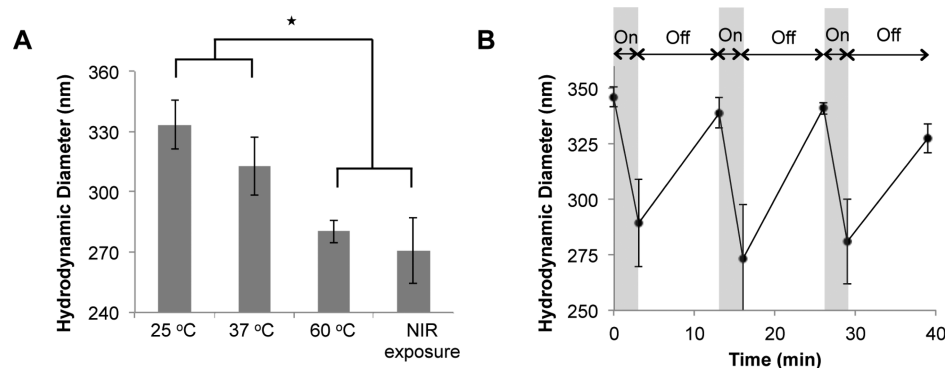 A
★
Hydrodynamic Diameter (nm)
360
330
300
270
240
25 °C
37 °C
60 °C
NIR
exposure
B
On
Off
On
Off
On
Off
Hydrodynamic Diameter (nm)
350
325
300
275
250
0
10
20
30
40
Time (min)